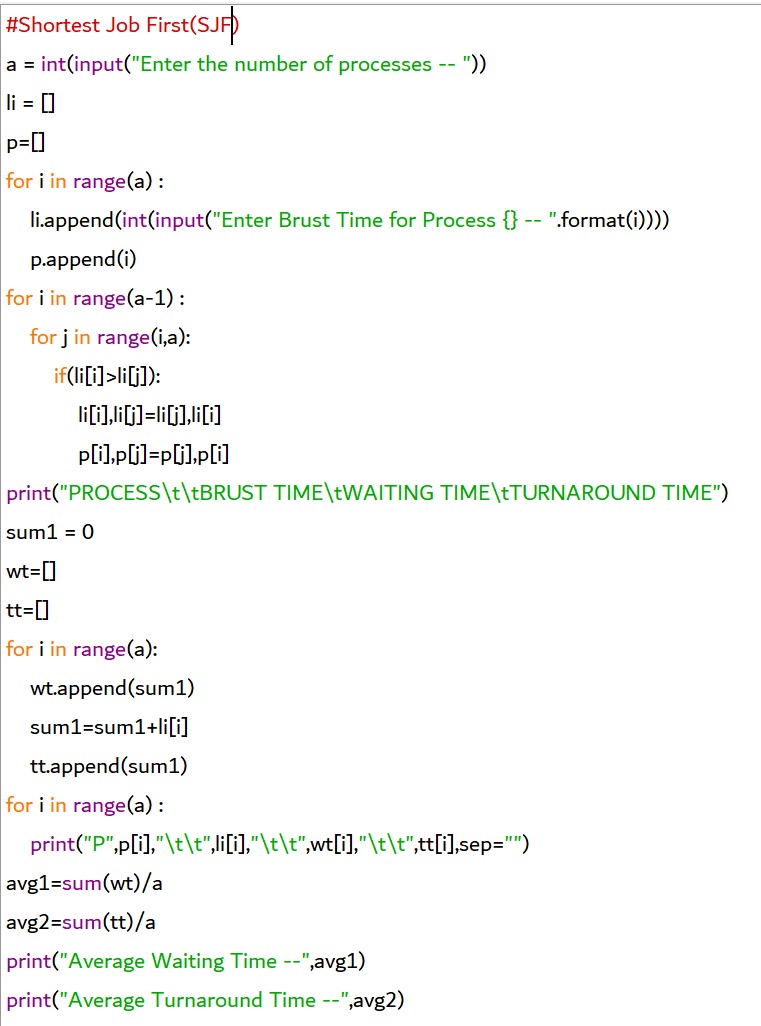 #Shortest Job First(SJF)
a = int(input("Enter the number of processes -- "))
li = []
p=[]
for i in range(a) :
    li.append(int(input("Enter Brust Time for Process {} -- ".format(i))))
    p.append(i)
for i in range(a-1) :
    for j in range(i,a):
        if(li[i]>li[j]):
            li[i],li[j]=li[j],li[i]
            p[i],p[j]=p[j],p[i]
print("PROCESS\t\tBRUST TIME\tWAITING TIME\tTURNAROUND TIME")
sum1 = 0
wt=[]
tt=[]
for i in range(a):
    wt.append(sum1)
    sum1=sum1+li[i]
    tt.append(sum1)
for i in range(a) :
    print("P",p[i],"\t\t",li[i],"\t\t",wt[i],"\t\t",tt[i],sep="")
avg1=sum(wt)/a
avg2=sum(tt)/a
print("Average Waiting Time --",avg1)
print("Average Turnaround Time --",avg2)